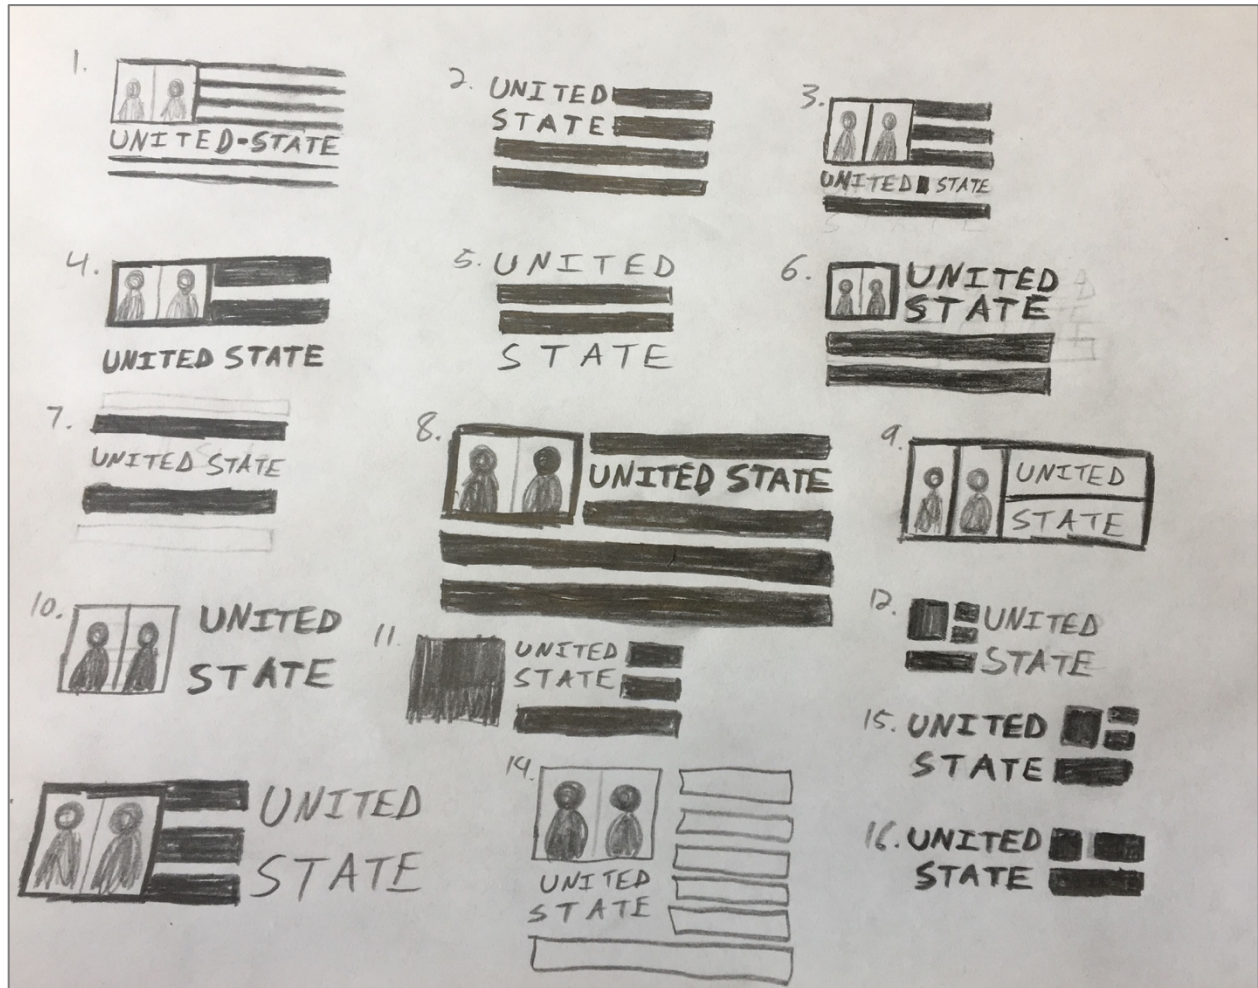 1.
UNITED-STATE
2. UNITED
STATE
3.
UNITED STATE
4.
UNITED STATE
5. UNITED
STATE
6. UNITED
STATE
7.
UNITED STATE
8.
UNITED STATE
9.
UNITED
STATE
10. UNITED
STATE
11. UNITED
STATE
12. UNITED
STATE
UNITED
STATE
14.
UNITED
STATE
15. UNITED
STATE
16. UNITED
STATE